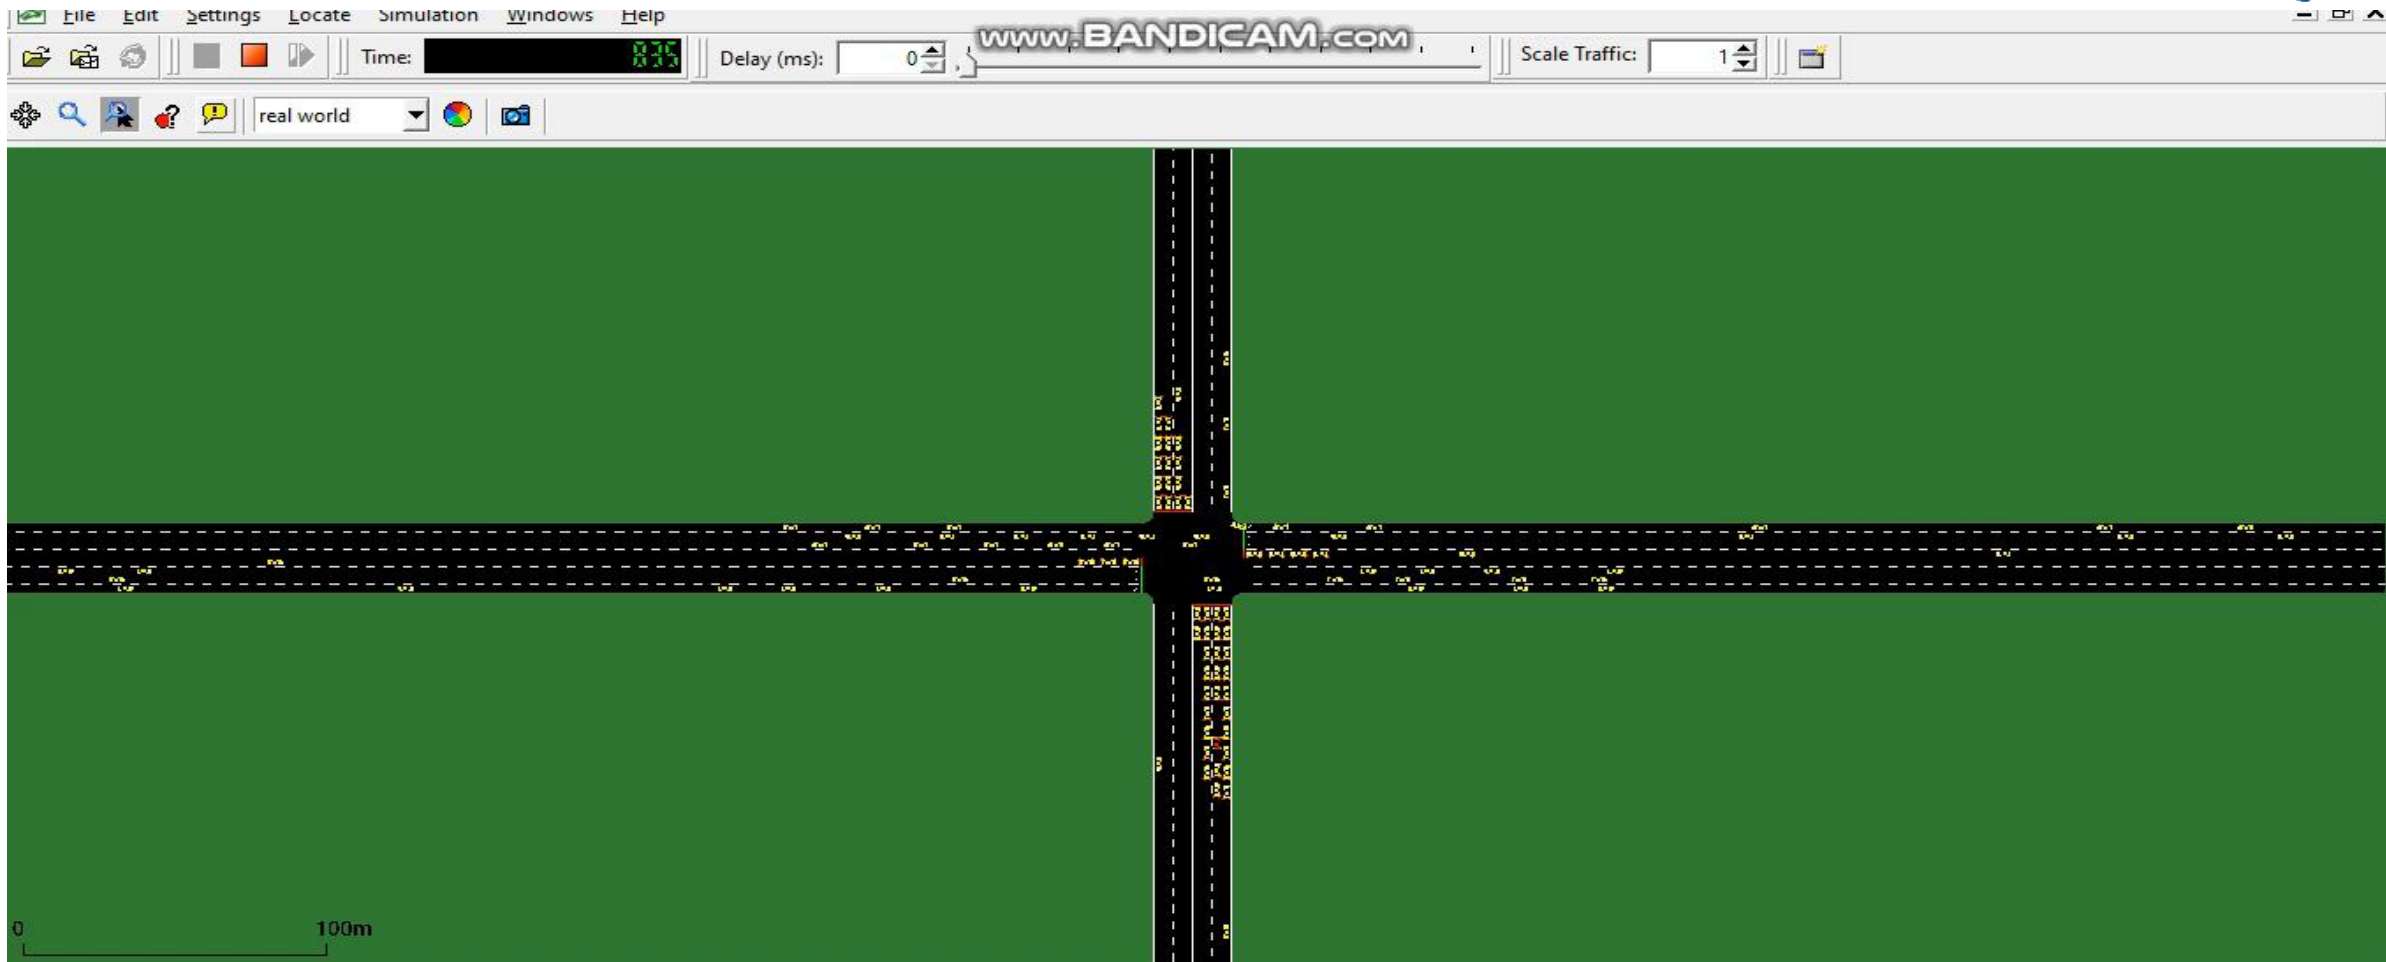 File Edit Settings Locate Simulation Windows Help
www.BANDICAM.com
Time: 835 Delay (ms): 0 Scale Traffic: 1
real world
0 100m